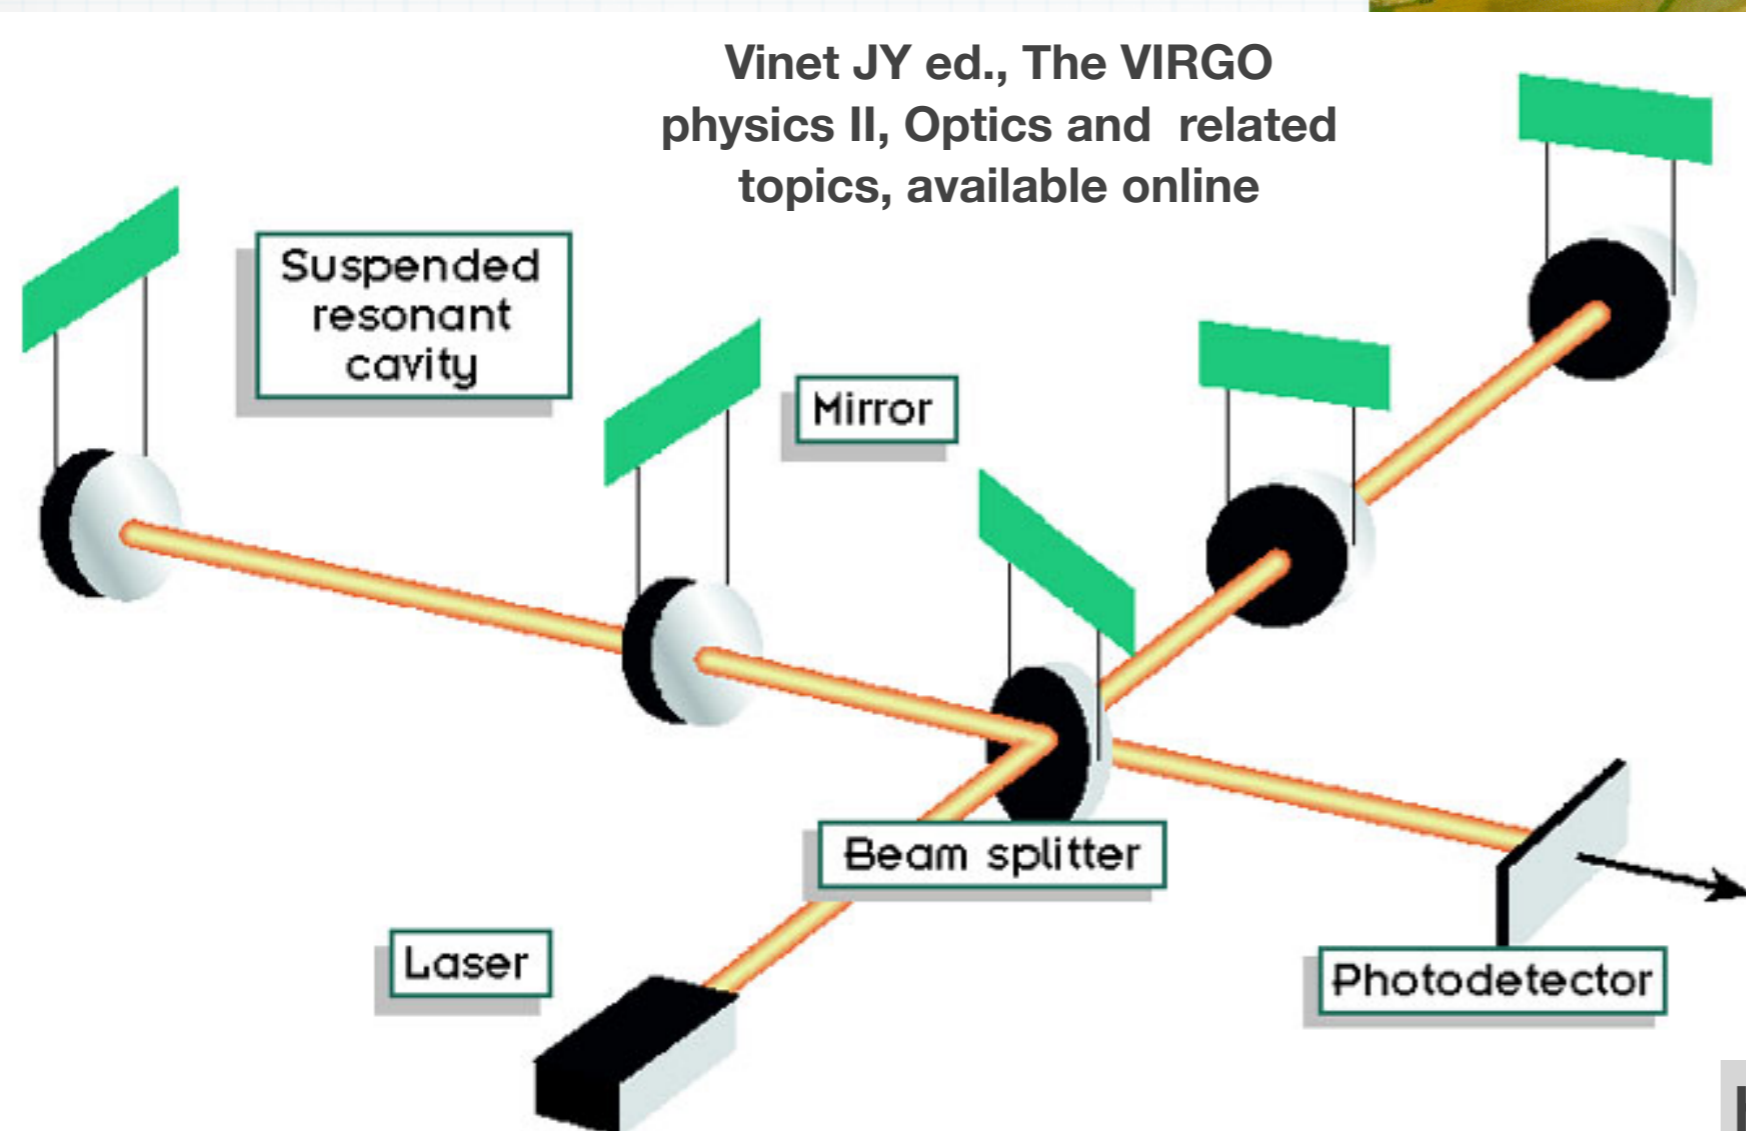 Vinet JY ed., The VIRGO
physics II, Optics and related
topics, available online
Suspended
resonant
cavity
Mirror
Beam splitter
Laser
Photodetector